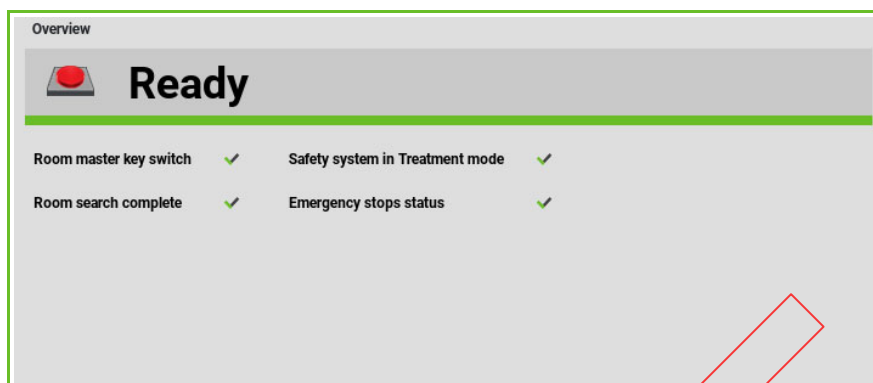 Overview
Ready
Room master key switch Safety system in Treatment mode
Room search complete Emergency stops status